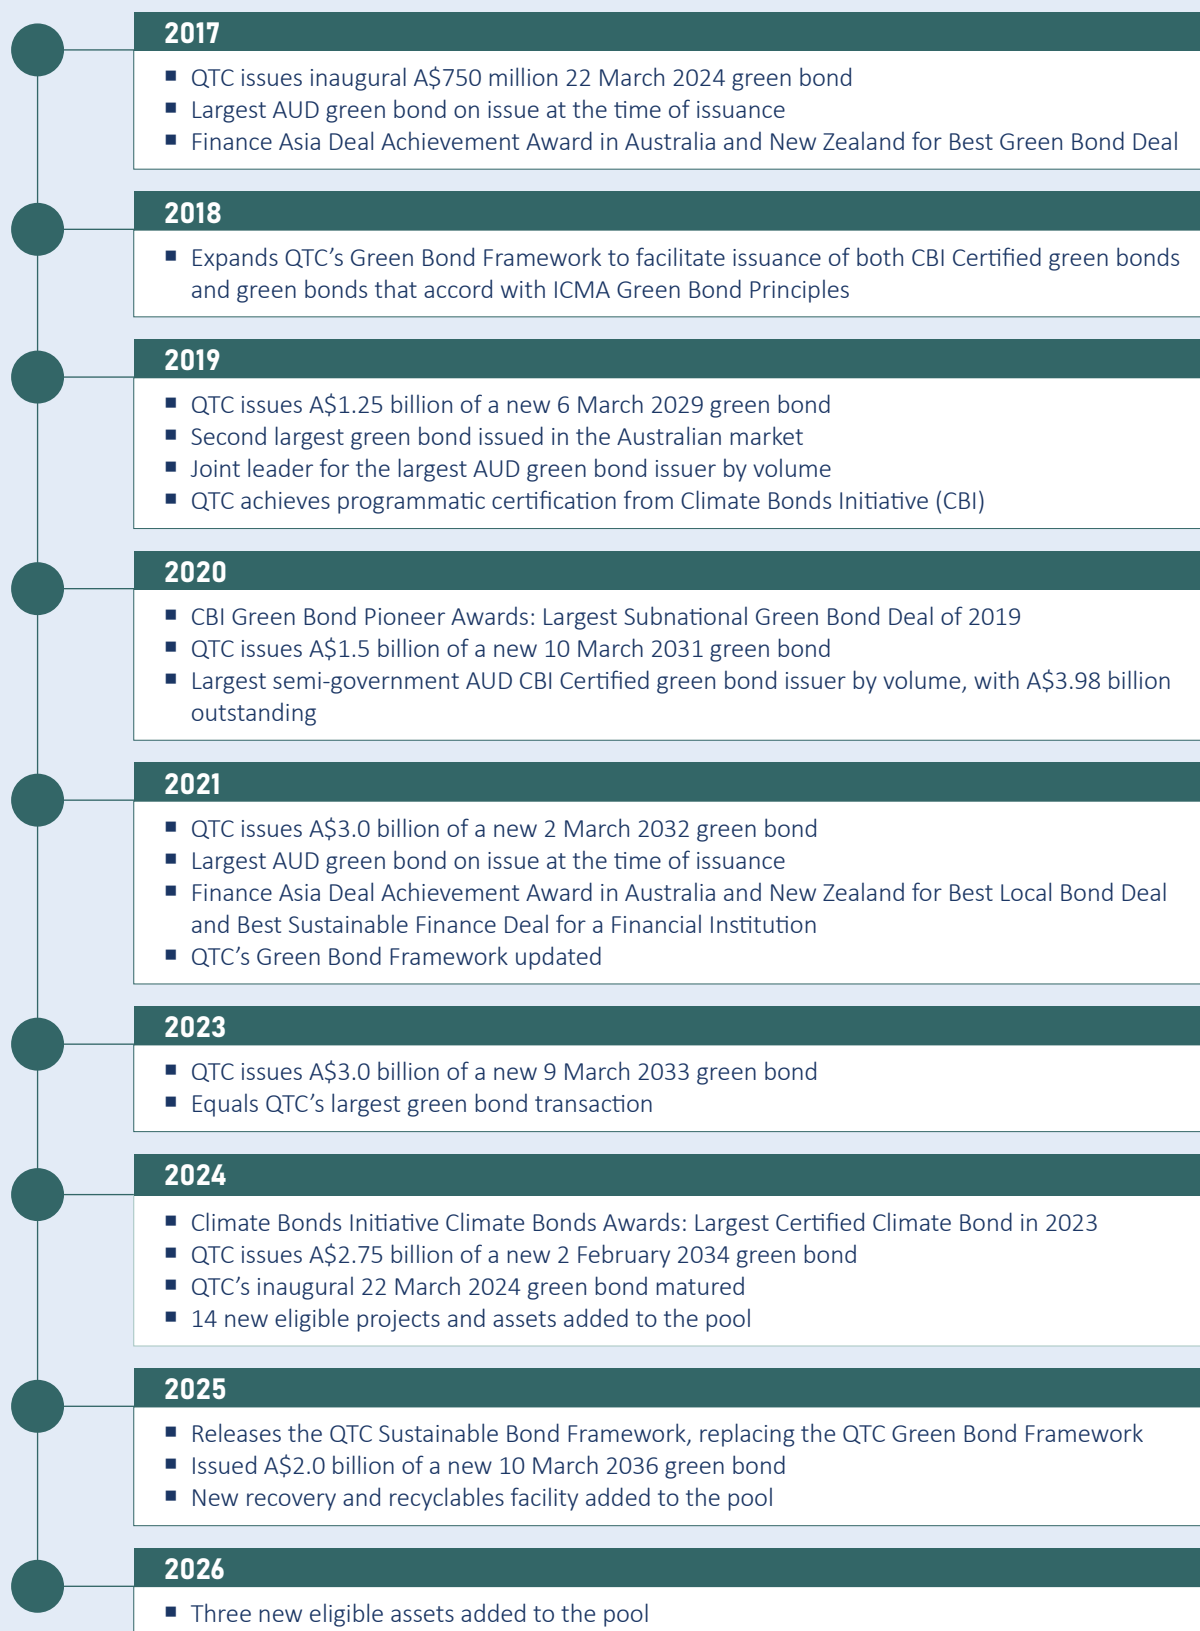 2017
▪ QTC issues inaugural A$750 million 22 March 2024 green bond
▪ Largest AUD green bond on issue at the time of issuance
▪ Finance Asia Deal Achievement Award in Australia and New Zealand for Best Green Bond Deal
2018
▪ Expands QTC’s Green Bond Framework to facilitate issuance of both CBI Certified green bonds
and green bonds that accord with ICMA Green Bond Principles
2019
▪ QTC issues A$1.25 billion of a new 6 March 2029 green bond
▪ Second largest green bond issued in the Australian market
▪ Joint leader for the largest AUD green bond issuer by volume
▪ QTC achieves programmatic certification from Climate Bonds Initiative (CBI)
2020
▪ CBI Green Bond Pioneer Awards: Largest Subnational Green Bond Deal of 2019
▪ QTC issues A$1.5 billion of a new 10 March 2031 green bond
▪ Largest semi-government AUD CBI Certified green bond issuer by volume, with A$3.98 billion
outstanding
2021
▪ QTC issues A$3.0 billion of a new 2 March 2032 green bond
▪ Largest AUD green bond on issue at the time of issuance
▪ Finance Asia Deal Achievement Award in Australia and New Zealand for Best Local Bond Deal
and Best Sustainable Finance Deal for a Financial Institution
▪ QTC’s Green Bond Framework updated
2023
▪ QTC issues A$3.0 billion of a new 9 March 2033 green bond
▪ Equals QTC’s largest green bond transaction
2024
▪ Climate Bonds Initiative Climate Bonds Awards: Largest Certified Climate Bond in 2023
▪ QTC issues A$2.75 billion of a new 2 February 2034 green bond
▪ QTC’s inaugural 22 March 2024 green bond matured
▪ 14 new eligible projects and assets added to the pool
2025
▪ Releases the QTC Sustainable Bond Framework, replacing the QTC Green Bond Framework
▪ Issued A$2.0 billion of a new 10 March 2036 green bond
▪ New recovery and recyclables facility added to the pool
2026
▪ Three new eligible assets added to the pool